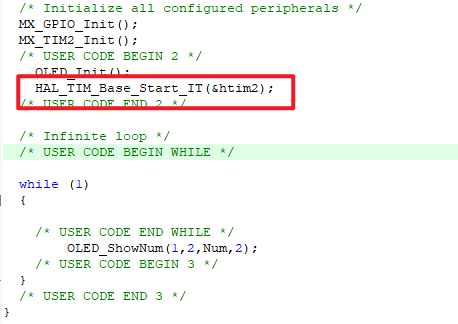 /* Initialize all configured peripherals */
MX_GPIO_Init();
MX_TIM2_Init();
/* USER CODE BEGIN 2 */
OLED_Init();
HAL_TIM_Base_Start_IT(&htim2);
/* USER CODE END 2 */
/* Infinite loop */
/* USER CODE BEGIN WHILE */
while (1)
{
/* USER CODE END WHILE */
OLED_ShowNum(1,2,Num,2);
/* USER CODE BEGIN 3 */
}
/* USER CODE END 3 */
}